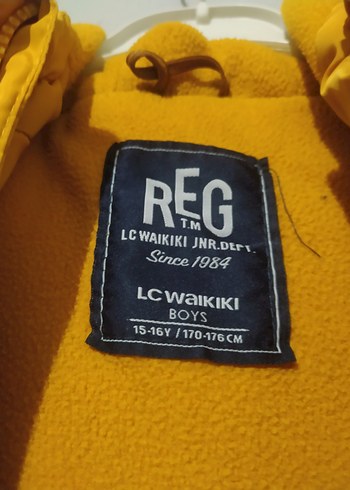 REG
T.M
LC WAIKIKI JNR.DEPT.
Since 1984
LC WAIKIKI
BOYS
15-16Y / 170-176 CM